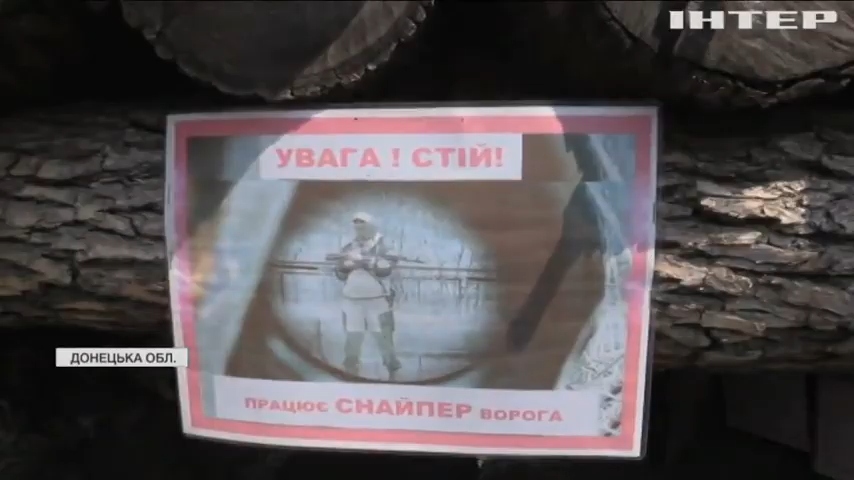 ІНТЕР
УВАГА ! СТІЙ!
ДОНЕЦЬКА ОБЛ.
ПРАЦЮЄ СНАЙПЕР ВОРОГА